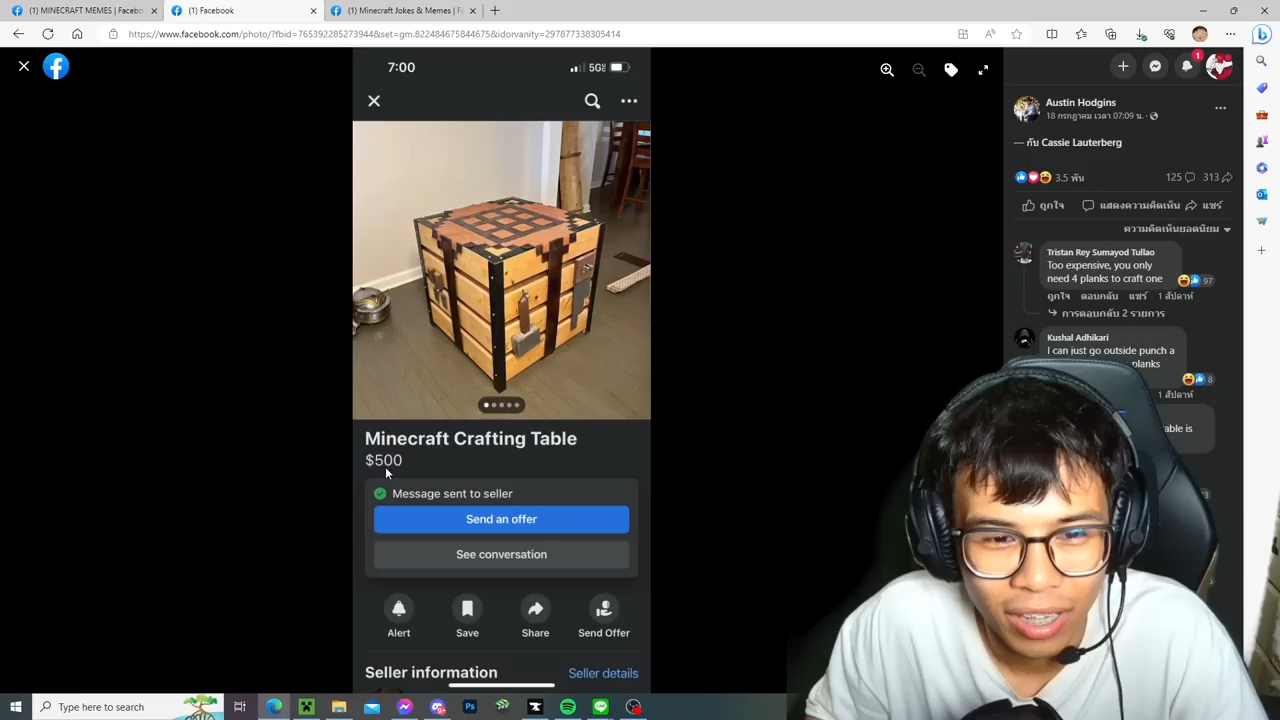 (1) MINECRAFT MEMES | Facebo
(1) Facebook
(1) Minecraft Jokes & Memes | Fa
https://www.facebook.com/photo/?fbid=765392285273944&set=gm.822484675844675&idorvanity=297877338305414
7:00
5G
Minecraft Crafting Table
$500
Message sent to seller
Send an offer
See conversation
Alert
Save
Share
Send Offer
Seller information
Seller details
1
Austin Hodgins
18 กรกฎาคม เวลา 07:09 น.
— กับ Cassie Lauterberg
3.5 พัน
125
313
ถูกใจ
แสดงความคิดเห็น
แชร์
ความคิดเห็นยอดนิยม
Tristan Rey Sumayod Tullao
Too expensive, you only
need 4 planks to craft one
97
ถูกใจ ตอบกลับ แชร์ 1 สัปดาห์
การตอบกลับ 2 รายการ
Kushal Adhikari
I can just go outside punch a
planks
8
1 สัปดาห์
is
Type here to search